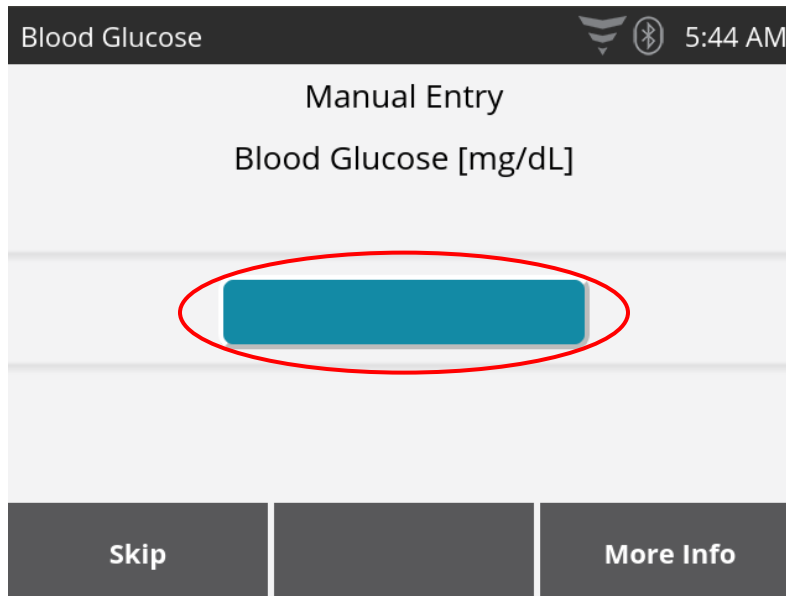 Blood Glucose 5:44 AM
Manual Entry
Blood Glucose [mg/dL]
Skip More Info